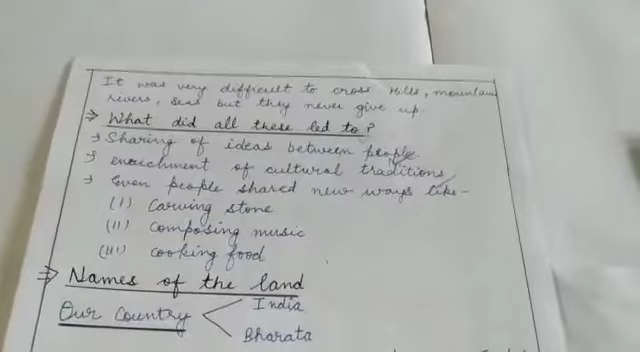 It was very difficult to cross Hills, mountains
rivers, seas but they never give up.
⇒ What did all these led to?
→ Sharing of ideas between people
→ enrichment of cultural traditions
→ Even people shared new ways like -
(i) Carving stone
(ii) Composing music
(iii) cooking food
⇒ Names of the land
Our Country < India
Bharata